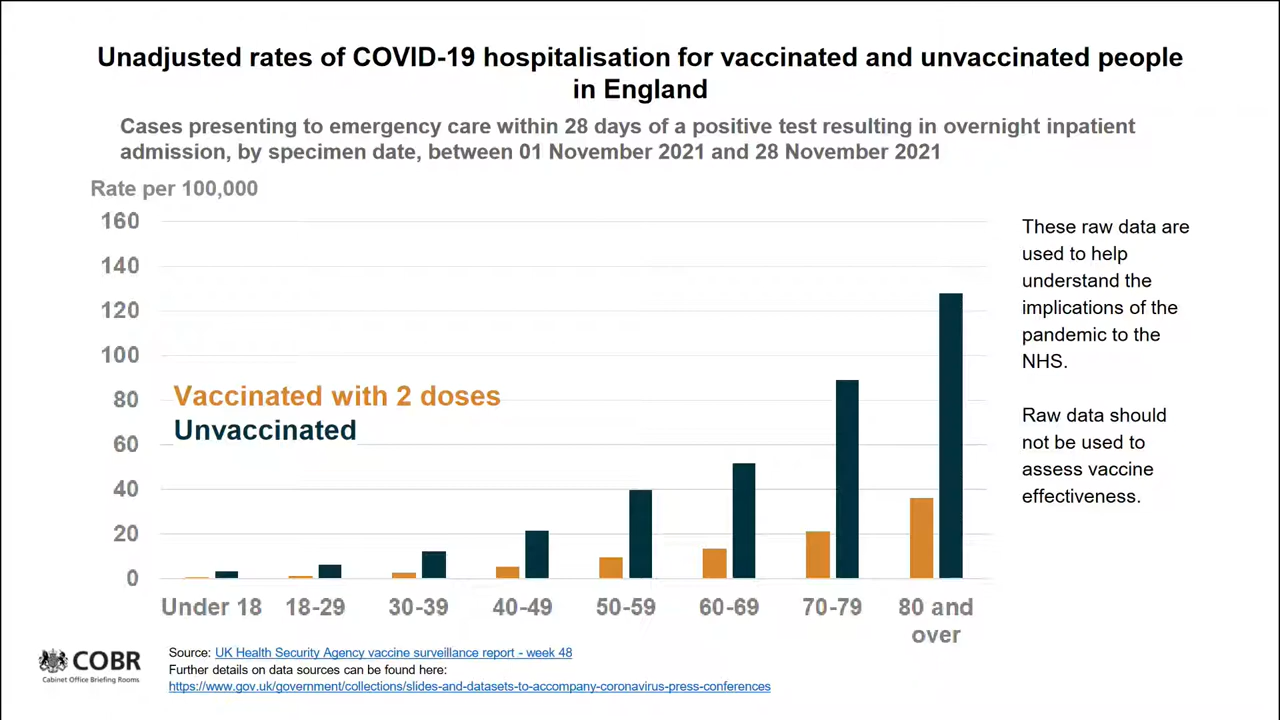 Unadjusted rates of COVID-19 hospitalisation for vaccinated and unvaccinated people
in England
Cases presenting to emergency care within 28 days of a positive test resulting in overnight inpatient
admission, by specimen date, between 01 November 2021 and 28 November 2021
Rate per 100,000
160
140
120
100
80
60
40
20
0
Vaccinated with 2 doses
Unvaccinated
Under 18
18-29
30-39
40-49
50-59
60-69
70-79
80 and
over
These raw data are
used to help
understand the
implications of the
pandemic to the
NHS.
Raw data should
not be used to
assess vaccine
effectiveness.
COBR
Cabinet Office Briefing Rooms
Source: UK Health Security Agency vaccine surveillance report - week 48
Further details on data sources can be found here:
https://www.gov.uk/government/collections/slides-and-datasets-to-accompany-coronavirus-press-conferences